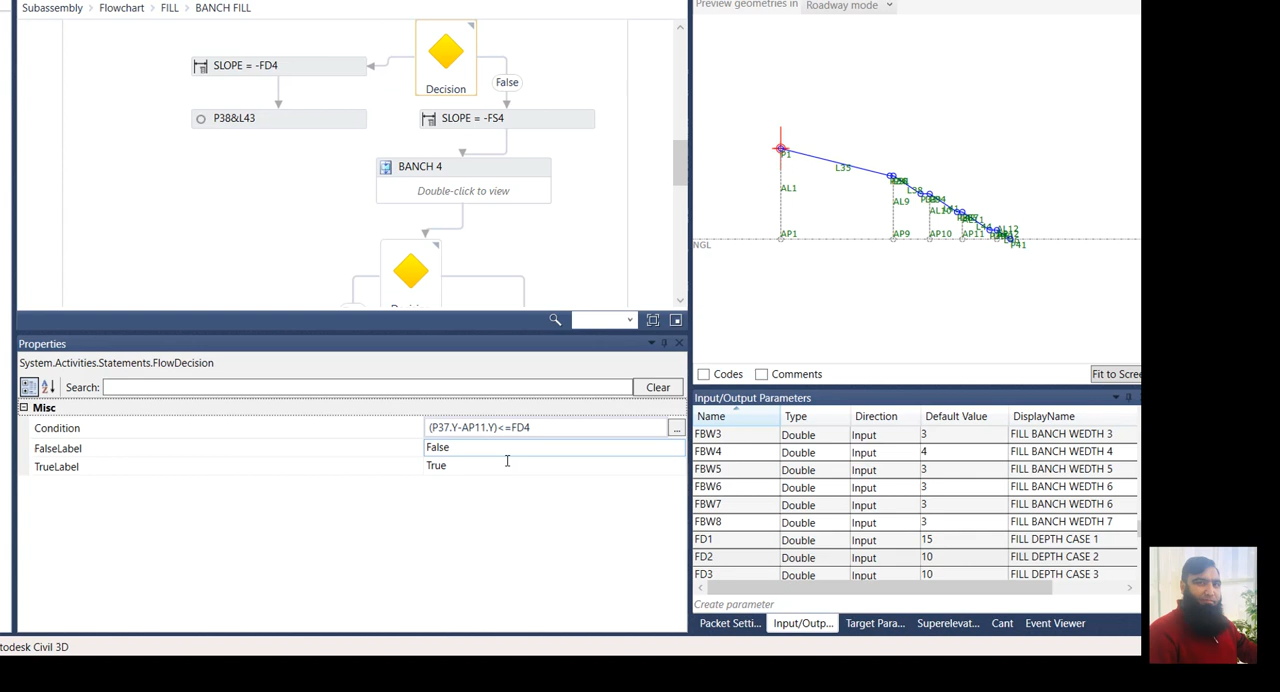 Subassembly > Flowchart > FILL > BANCH FILL
SLOPE = -FD4
Decision
False
P38&L43
SLOPE = -FS4
BANCH 4
Double-click to view
Preview geometries in Roadway mode
P1
L35
AL1
L38
AL9
AL10
AL12
AP1
AP9
AP10
AP11
P41
NGL
Properties
System.Activities.Statements.FlowDecision
Search:
Clear
Misc
Condition (P37.Y-AP11.Y)<=FD4 ...
FalseLabel False
TrueLabel True
Codes Comments Fit to Scree
Input/Output Parameters
Name Type Direction Default Value DisplayName
FBW3 Double Input 3 FILL BANCH WEDTH 3
FBW4 Double Input 4 FILL BANCH WEDTH 4
FBW5 Double Input 3 FILL BANCH WEDTH 5
FBW6 Double Input 3 FILL BANCH WEDTH 6
FBW7 Double Input 3 FILL BANCH WEDTH 6
FBW8 Double Input 3 FILL BANCH WEDTH 7
FD1 Double Input 15 FILL DEPTH CASE 1
FD2 Double Input 10 FILL DEPTH CASE 2
FD3 Double Input 10 FILL DEPTH CASE 3
Create parameter
Packet Setti... Input/Outp... Target Para... Superelevat... Cant Event Viewer
todesk Civil 3D